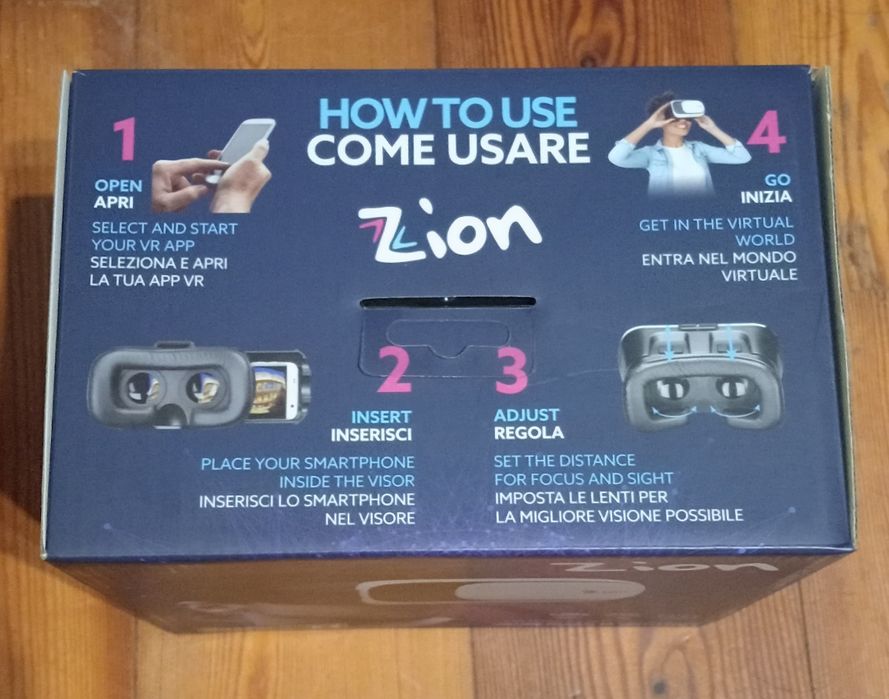 HOW TO USE
COME USARE
Zion
1
OPEN
APRI
SELECT AND START
YOUR VR APP
SELEZIONA E APRI
LA TUA APP VR
2
INSERT
INSERISCI
PLACE YOUR SMARTPHONE
INSIDE THE VISOR
INSERISCI LO SMARTPHONE
NEL VISORE
3
ADJUST
REGOLA
SET THE DISTANCE
FOR FOCUS AND SIGHT
IMPOSTA LE LENTI PER
LA MIGLIORE VISIONE POSSIBILE
4
GO
INIZIA
GET IN THE VIRTUAL
WORLD
ENTRA NEL MONDO
VIRTUALE
Zion